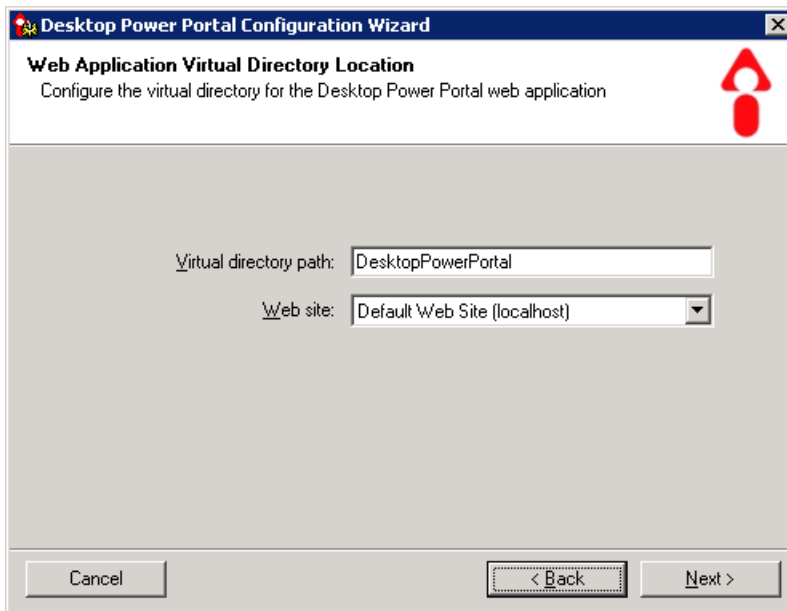 Desktop Power Portal Configuration Wizard
Web Application Virtual Directory Location
Configure the virtual directory for the Desktop Power Portal web application
Virtual directory path: DesktopPowerPortal
Web site: Default Web Site (localhost)
Cancel < Back Next >